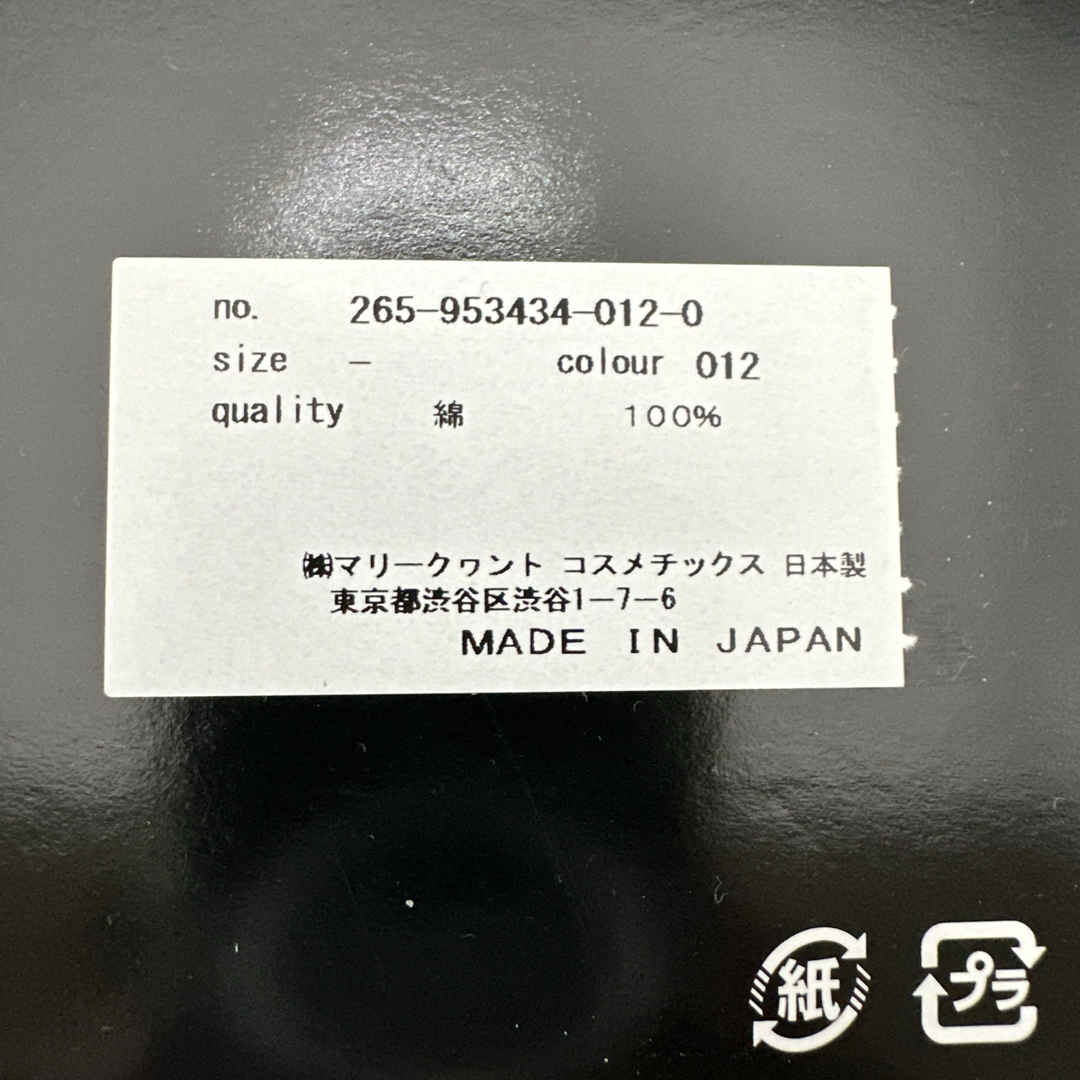 no. 265-953434-012-0
size - colour 012
quality 綿 100%
㈱マリークヮント コスメチックス 日本製
東京都渋谷区渋谷1-7-6
MADE IN JAPAN
紙 プラ